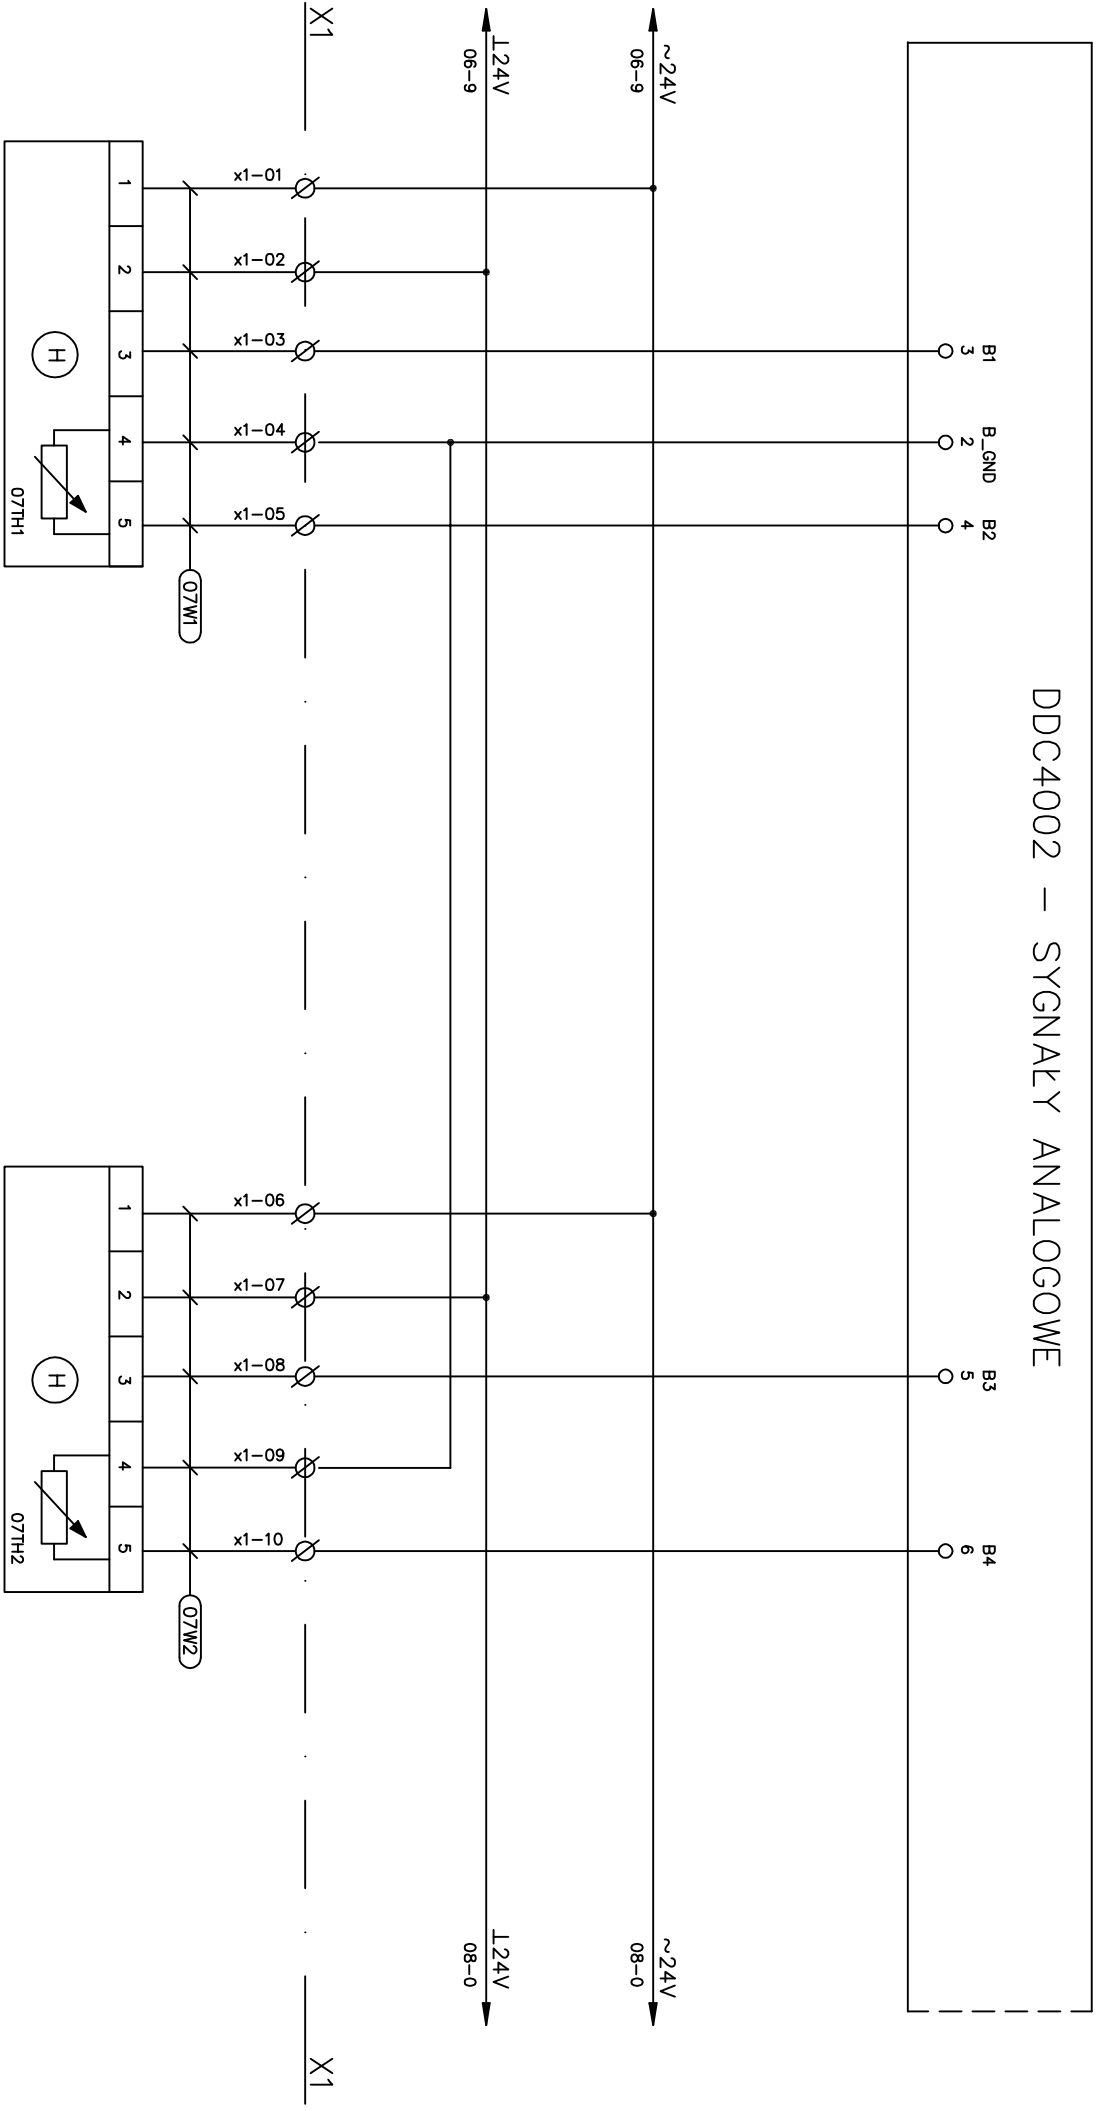 DDC4002 – SYGNAŁY ANALOGOWE
B1
3
B_GND
2
B2
4
B3
5
B4
6
~24V
06-9
~24V
08-0
⊥24V
06-9
⊥24V
08-0
X1
X1
x1-01
x1-02
x1-03
x1-04
x1-05
x1-06
x1-07
x1-08
x1-09
x1-10
07W1
07W2
1 2 3 4 5
1 2 3 4 5
H
07TH1
H
07TH2